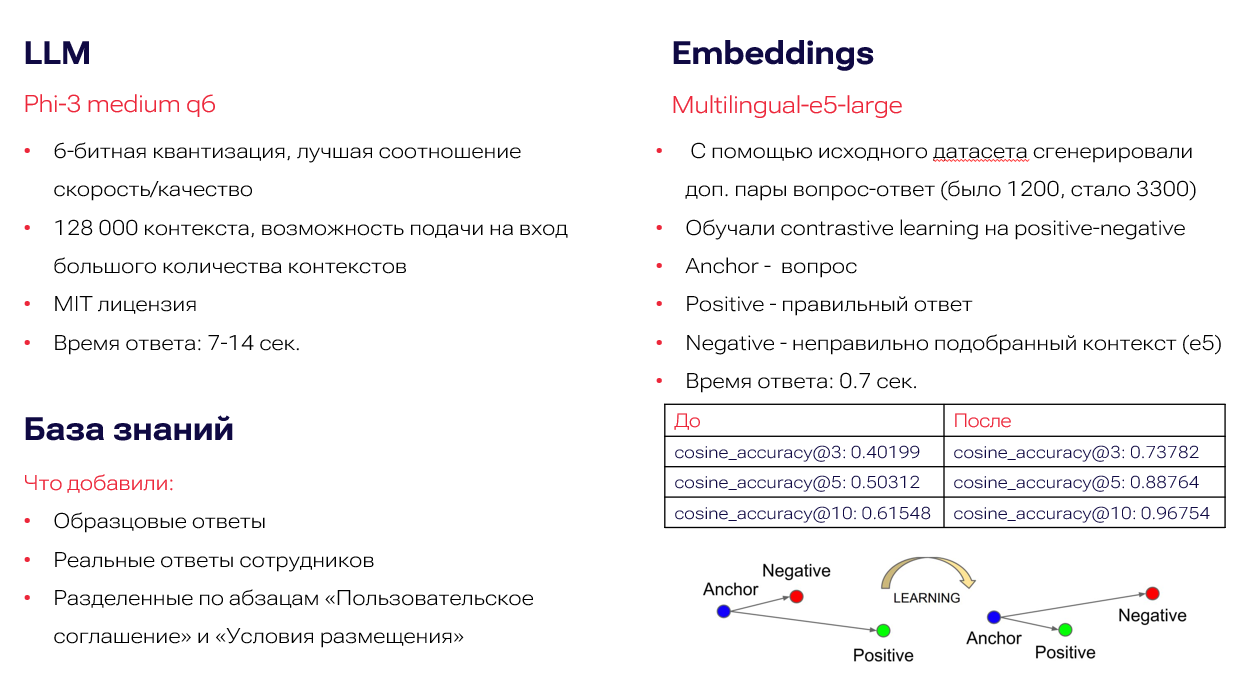 LLM
Phi-3 medium q6
• 6-битная квантизация, лучшая соотношение
скорость/качество
• 128 000 контекста, возможность подачи на вход
большого количества контекстов
• MIT лицензия
• Время ответа: 7-14 сек.
База знаний
Что добавили:
• Образцовые ответы
• Реальные ответы сотрудников
• Разделенные по абзацам «Пользовательское
соглашение» и «Условия размещения»
Embeddings
Multilingual-e5-large
• С помощью исходного датасета сгенерировали
доп. пары вопрос-ответ (было 1200, стало 3300)
• Обучали contrastive learning на positive-negative
• Anchor - вопрос
• Positive - правильный ответ
• Negative - неправильно подобранный контекст (e5)
• Время ответа: 0.7 сек.
До После
cosine_accuracy@3: 0.40199 cosine_accuracy@3: 0.73782
cosine_accuracy@5: 0.50312 cosine_accuracy@5: 0.88764
cosine_accuracy@10: 0.61548 cosine_accuracy@10: 0.96754
Anchor
Negative
Positive
LEARNING
Anchor
Negative
Positive